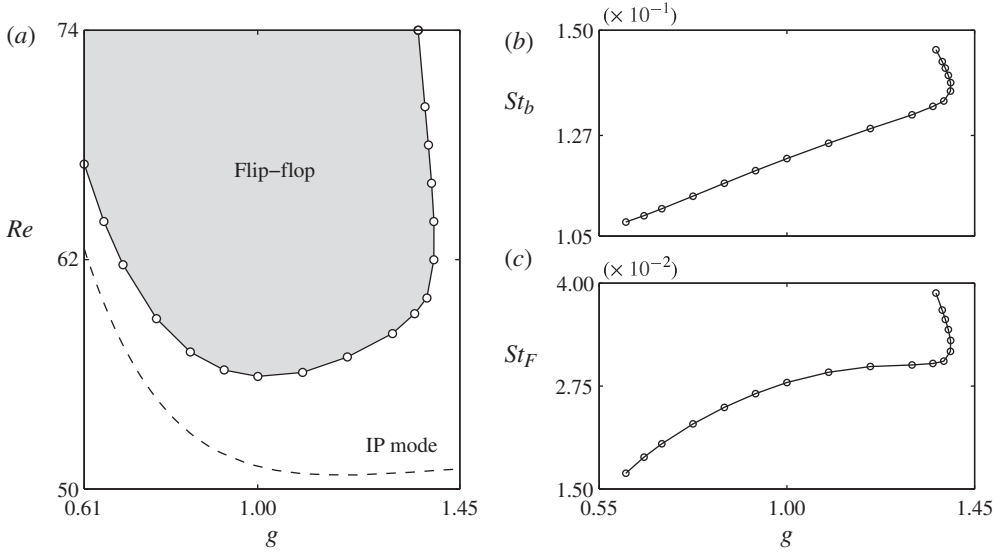 (a)
74
62
50
Re
Flip–flop
IP mode
0.61
1.00
1.45
g
(b)
(× 10⁻¹)
1.50
1.27
1.05
St_b
(c)
(× 10⁻²)
4.00
2.75
1.50
St_F
0.55
1.00
1.45
g